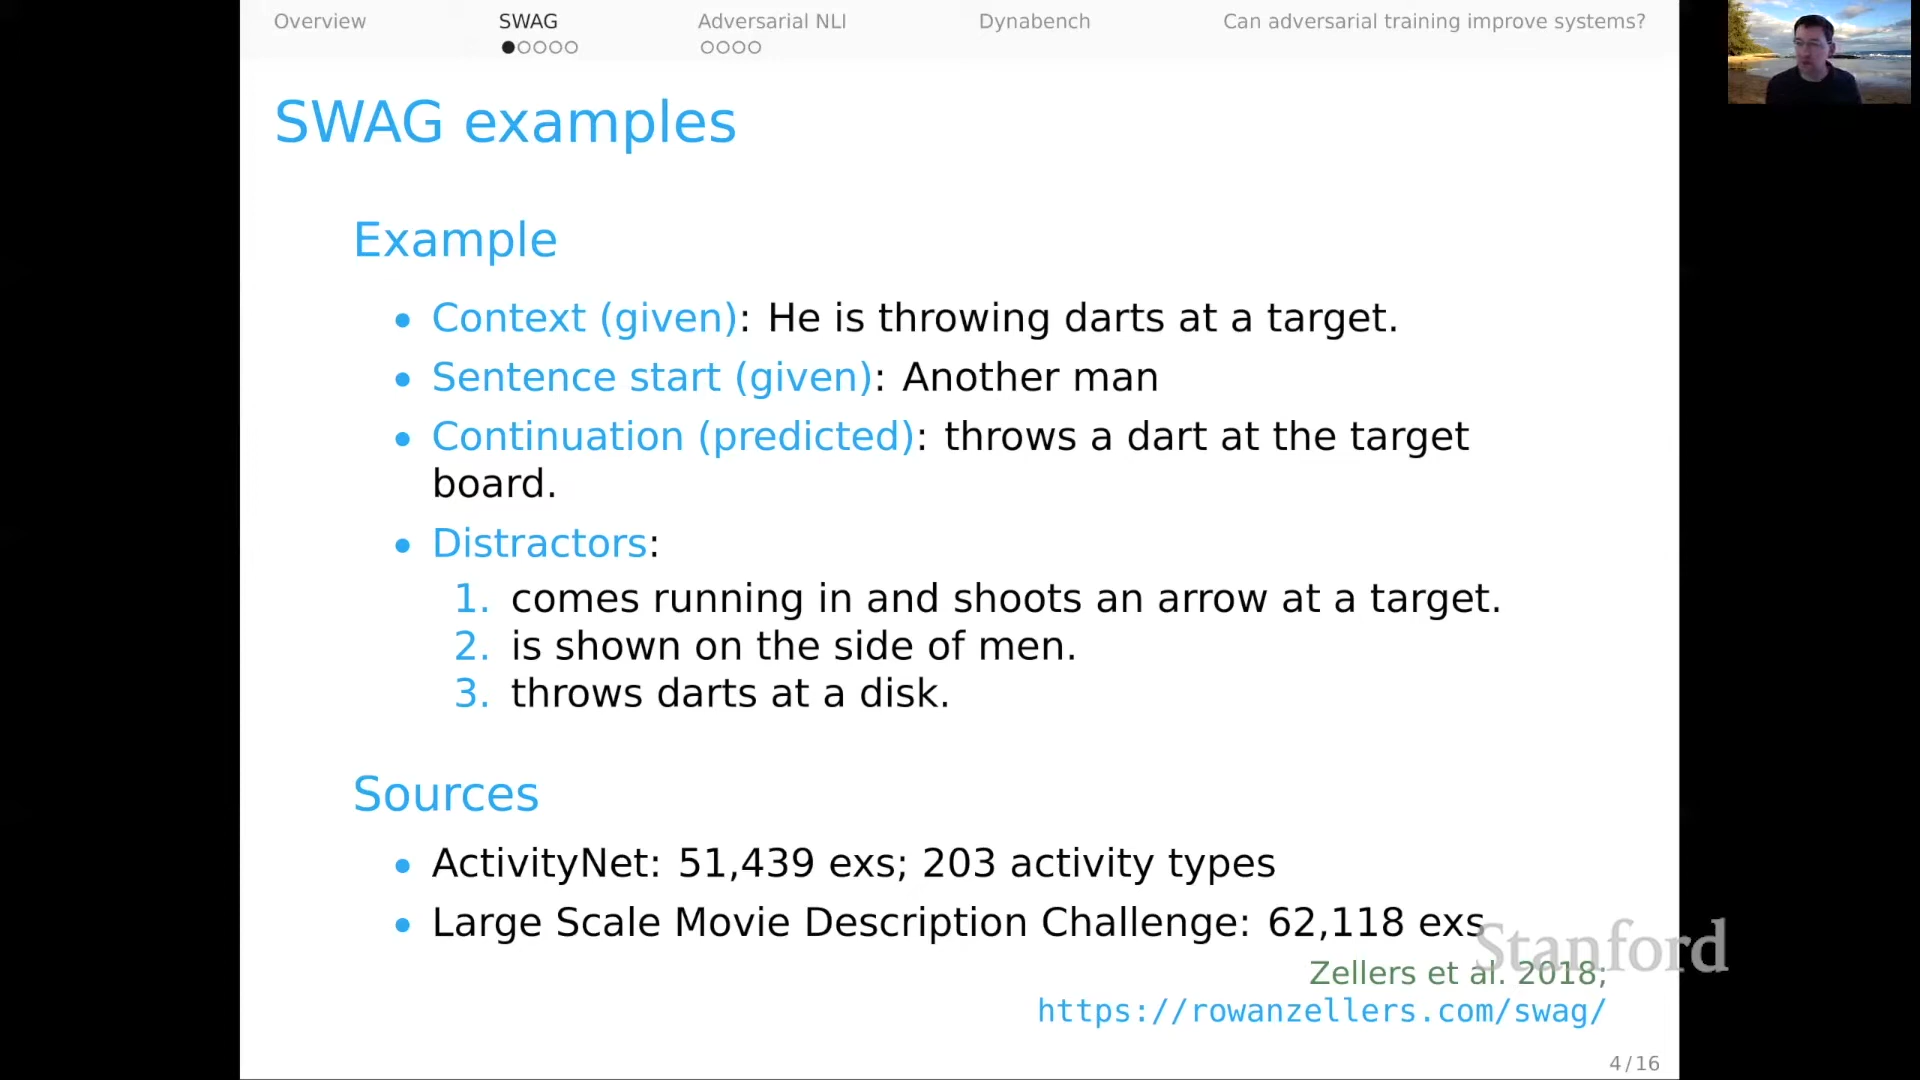 Overview SWAG Adversarial NLI Dynabench Can adversarial training improve systems?
SWAG examples
Example
• Context (given): He is throwing darts at a target.
• Sentence start (given): Another man
• Continuation (predicted): throws a dart at the target
board.
• Distractors:
1. comes running in and shoots an arrow at a target.
2. is shown on the side of men.
3. throws darts at a disk.
Sources
• ActivityNet: 51,439 exs; 203 activity types
• Large Scale Movie Description Challenge: 62,118 exs
Stanford
Zellers et al. 2018;
https://rowanzellers.com/swag/
4/16